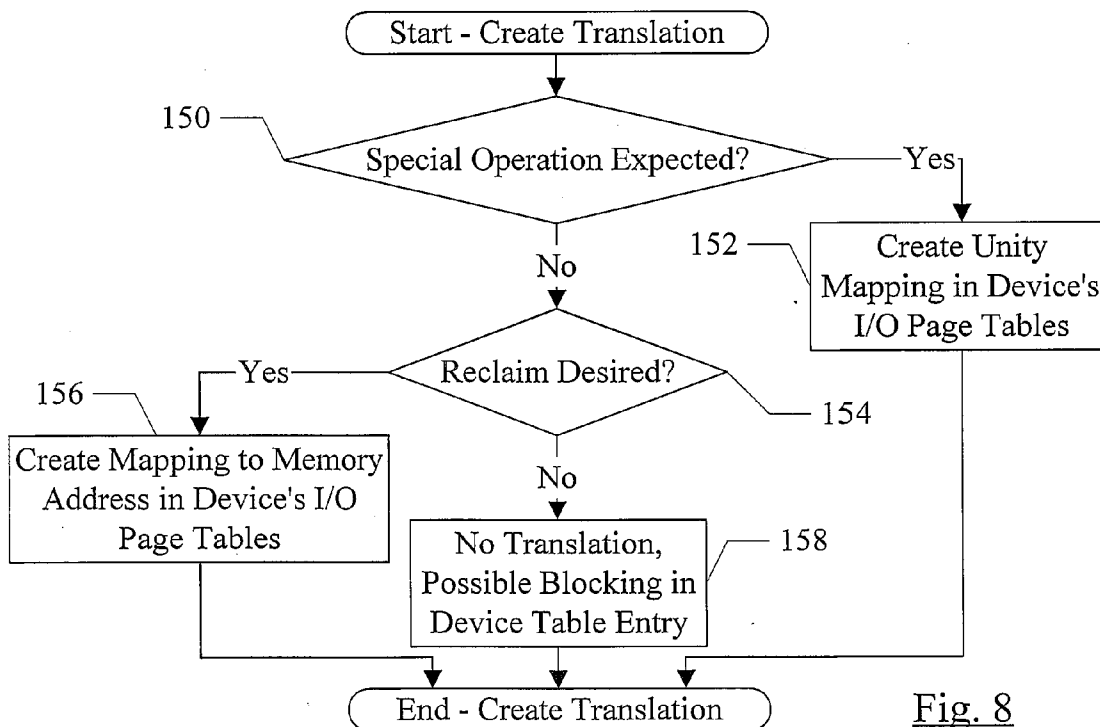 Start - Create Translation
150
Special Operation Expected?
Yes
No
152
Create Unity
Mapping in Device's
I/O Page Tables
Yes
Reclaim Desired?
154
156
Create Mapping to Memory
Address in Device's I/O
Page Tables
No
No Translation,
Possible Blocking in
Device Table Entry
158
End - Create Translation
Fig. 8